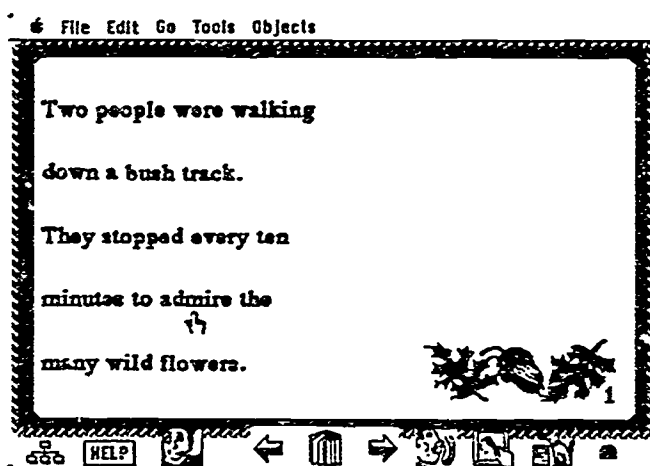 File Edit Go Tools Objects
Two people were walking
down a bush track.
They stopped every ten
minutes to admire the
many wild flowers.
1
HELP
a